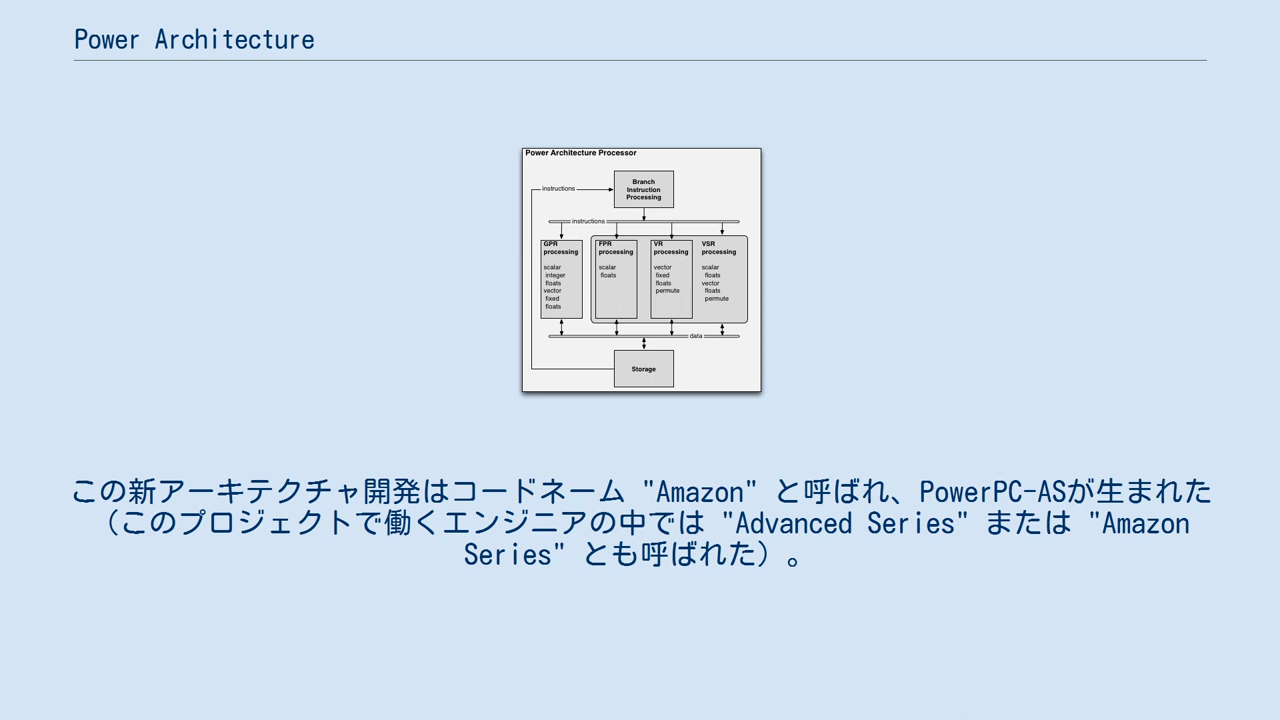 Power Architecture
Power Architecture Processor
Branch
Instruction
Processing
instructions
instructions
GPR
processing
scalar
integer
floats
vector
fixed
floats
FPR
processing
scalar
floats
VR
processing
vector
fixed
floats
permute
VSR
processing
scalar
floats
vector
floats
permute
data
Storage
この新アーキテクチャ開発はコードネーム "Amazon" と呼ばれ、PowerPC-ASが生まれた
（このプロジェクトで働くエンジニアの中では "Advanced Series" または "Amazon
Series" とも呼ばれた）。